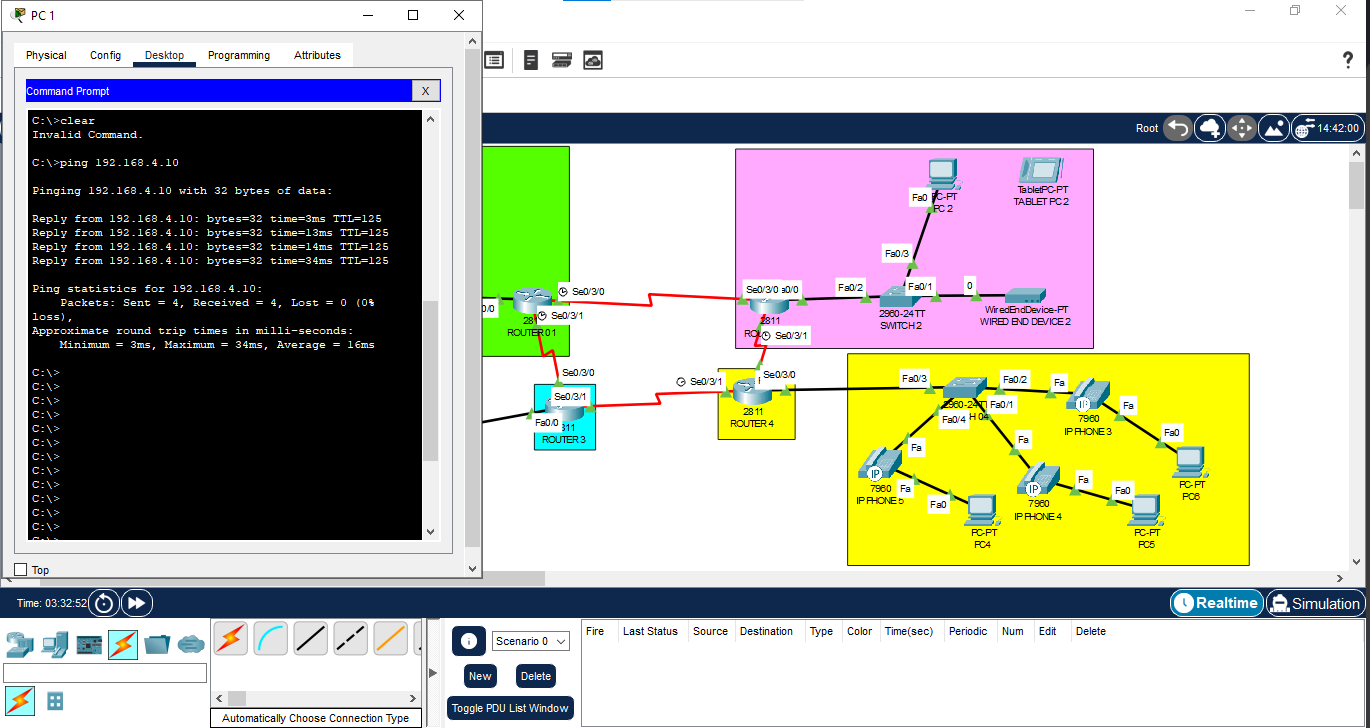 PC 1
Physical Config Desktop Programming Attributes
Command Prompt
X
C:\>clear
Invalid Command.
C:\>ping 192.168.4.10
Pinging 192.168.4.10 with 32 bytes of data:
Reply from 192.168.4.10: bytes=32 time=3ms TTL=125
Reply from 192.168.4.10: bytes=32 time=13ms TTL=125
Reply from 192.168.4.10: bytes=32 time=14ms TTL=125
Reply from 192.168.4.10: bytes=32 time=34ms TTL=125
Ping statistics for 192.168.4.10:
Packets: Sent = 4, Received = 4, Lost = 0 (0%
loss),
Approximate round trip times in milli-seconds:
Minimum = 3ms, Maximum = 34ms, Average = 16ms
C:\>
C:\>
C:\>
C:\>
C:\>
C:\>
C:\>
C:\>
C:\>
C:\>
C:\>
C:\>
C:\>
Top
?
Root
14:42:00
Se0/3/0
Se0/3/1
ROUTER 01
Se0/3/0
Se0/3/1
2811
Fa0/2
Fa0/1
Fa0/3
Fa0
PC 2
TabletPC-PT
TABLET PC 2
0
2960-24TT
SWITCH 2
WiredEndDevice-PT
WIRED END DEVICE 2
Se0/3/0
Se0/3/1
Fa0/0
ROUTER 3
Se0/3/1
Se0/3/0
2811
ROUTER 4
Fa0/3
Fa0/2
Fa0/1
Fa0/4
Fa
7960
IP PHONE 3
Fa
Fa0
PC-PT
PC6
Fa
IP
7960
IP PHONE 5
Fa
Fa0
PC-PT
PC4
Fa
IP
7960
IP PHONE 4
Fa
Fa0
PC-PT
PC5
Time: 03:32:52
Realtime
Simulation
Scenario 0
New
Delete
Toggle PDU List Window
Fire Last Status Source Destination Type Color Time(sec) Periodic Num Edit Delete
Automatically Choose Connection Type